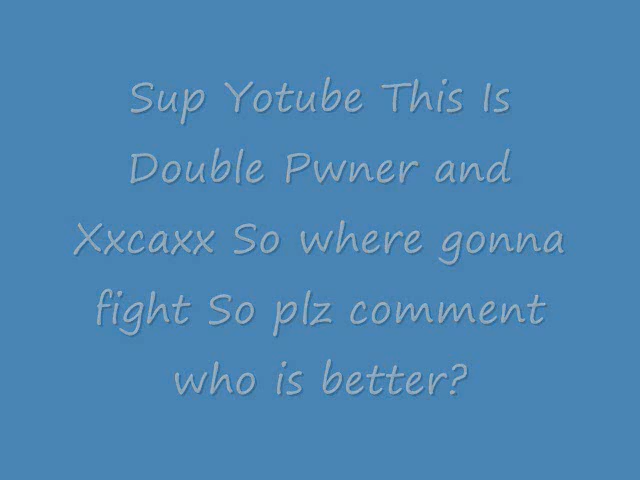 Sup Yotube This Is
Double Pwner and
Xxcaxx So where gonna
fight So plz comment
who is better?